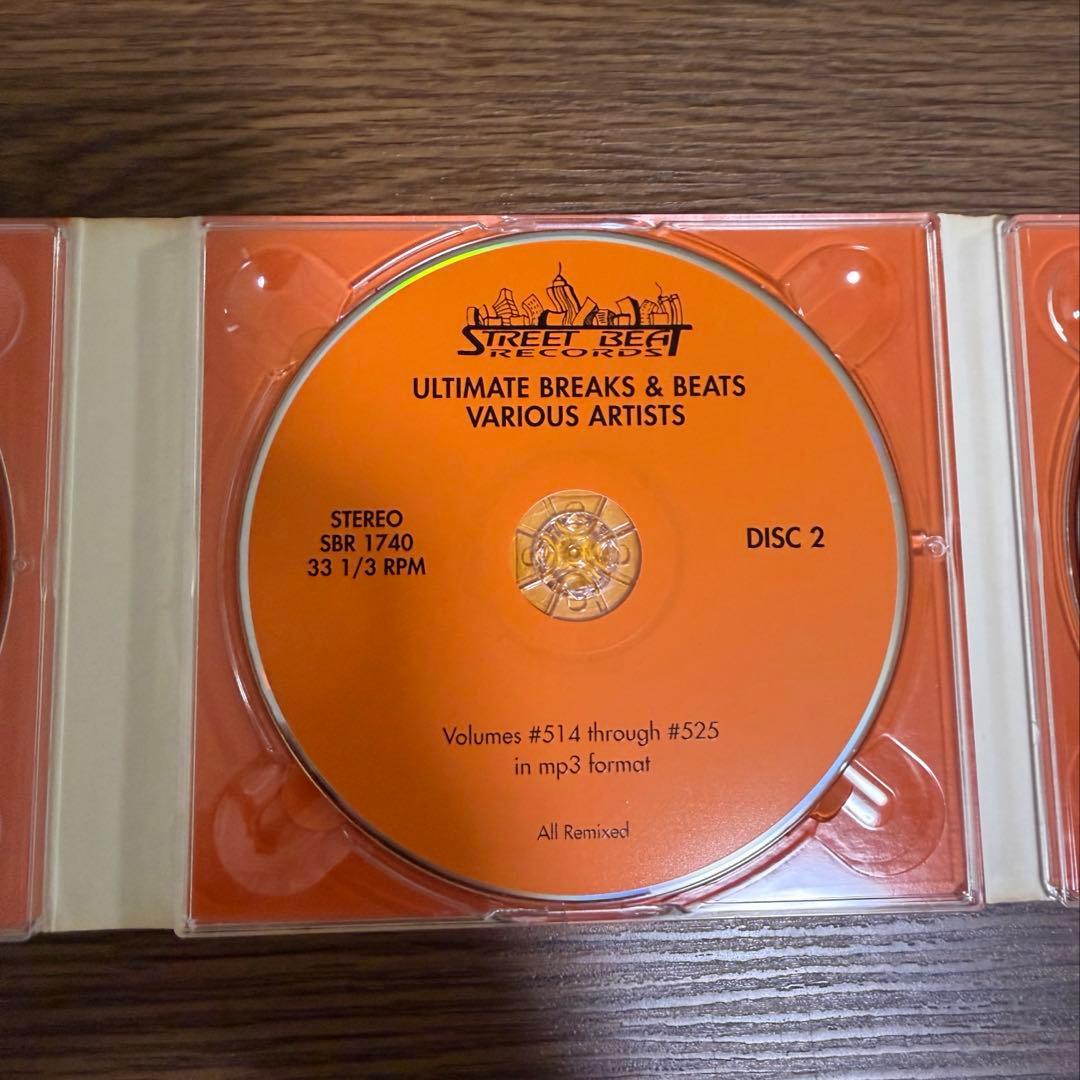 STREET BEAT
RECORDS
ULTIMATE BREAKS & BEATS
VARIOUS ARTISTS
STEREO
SBR 1740
33 1/3 RPM
DISC 2
Volumes #514 through #525
in mp3 format
All Remixed